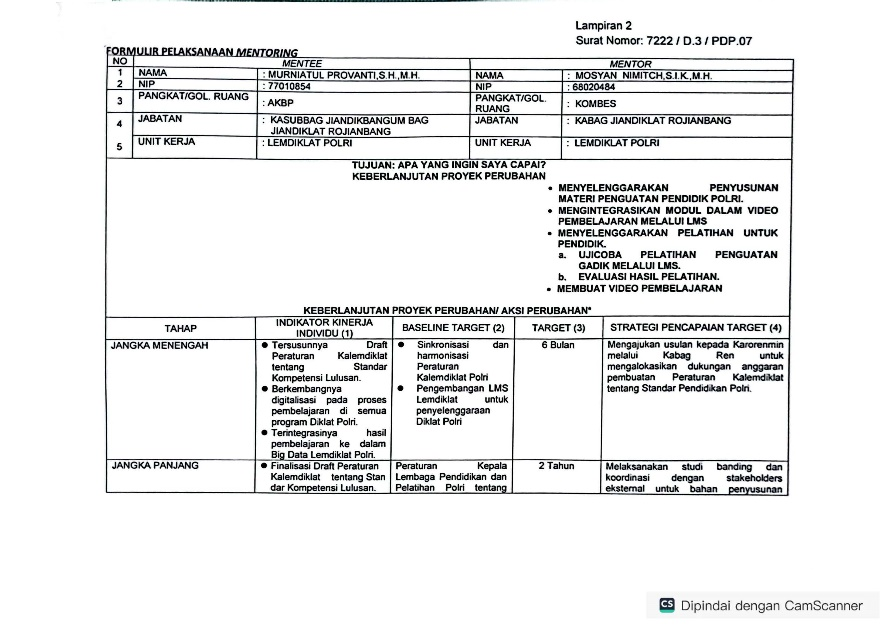 Lampiran 2
Surat Nomor: 7222 / D.3 / PDP.07
FORMULIR PELAKSANAAN MENTORING
NO MENTEE MENTOR
1 NAMA : MURNIATUL PROVANTI,S.H.,M.H. NAMA : MOSYAN NIMITCH,S.I.K.,M.H.
2 NIP : 77010854 NIP : 68020484
3 PANGKAT/GOL. RUANG : AKBP PANGKAT/GOL. : KOMBES
RUANG
4 JABATAN : KASUBBAG JIANDIKBANGUM BAG JABATAN : KABAG JIANDIKLAT ROJIANBANG
JIANDIKLAT ROJIANBANG
5 UNIT KERJA : LEMDIKLAT POLRI UNIT KERJA : LEMDIKLAT POLRI
TUJUAN: APA YANG INGIN SAYA CAPAI?
KEBERLANJUTAN PROYEK PERUBAHAN
• MENYELENGGARAKAN PENYUSUNAN
MATERI PENGUATAN PENDIDIK POLRI.
• MENGINTEGRASIKAN MODUL DALAM VIDEO
PEMBELAJARAN MELALUI LMS
• MENYELENGGARAKAN PELATIHAN UNTUK
PENDIDIK.
a. UJICOBA PELATIHAN PENGUATAN
GADIK MELALUI LMS.
b. EVALUASI HASIL PELATIHAN.
• MEMBUAT VIDEO PEMBELAJARAN
KEBERLANJUTAN PROYEK PERUBAHAN/ AKSI PERUBAHAN*
TAHAP
INDIKATOR KINERJA
INDIVIDU (1)
BASELINE TARGET (2)
TARGET (3)
STRATEGI PENCAPAIAN TARGET (4)
JANGKA MENENGAH
● Tersusunnya Draft
Peraturan Kalemdiklat
tentang Standar
Kompetensi Lulusan.
● Berkembangnya
digitalisasi pada proses
pembelajaran di semua
program Diklat Polri.
● Terintegrasinya hasil
pembelajaran ke dalam
Big Data Lemdiklat Polri.
● Sinkronisasi dan
harmonisasi
Peraturan
Kalemdiklat Polri
● Pengembangan LMS
Lemdiklat untuk
penyelenggaraan
Diklat Polri
6 Bulan
Mengajukan usulan kepada Karorenmin
melalui Kabag Ren untuk
mengalokasikan dukungan anggaran
pembuatan Peraturan Kalemdiklat
tentang Standar Pendidikan Polri.
JANGKA PANJANG
● Finalisasi Draft Peraturan
Kalemdiklat tentang Stan
dar Kompetensi Lulusan.
Peraturan Kepala
Lembaga Pendidikan dan
Pelatihan Polri tentang
2 Tahun
Melaksanakan studi banding dan
koordinasi dengan stakeholders
eksternal untuk bahan penyusunan
CS Dipindai dengan CamScanner